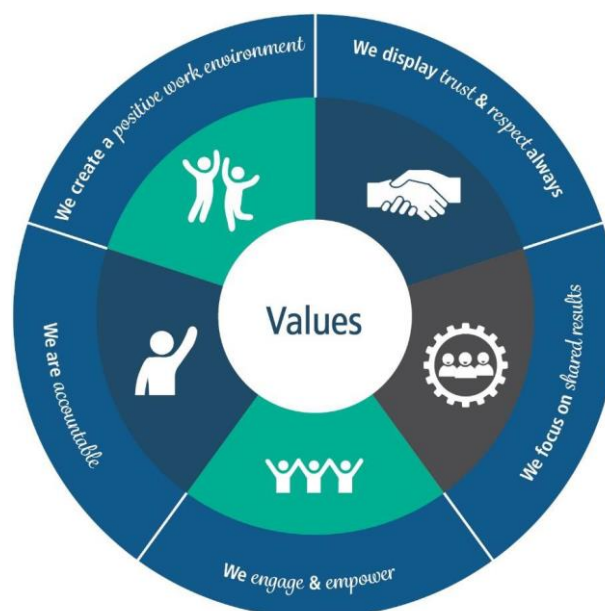 Values
We display trust & respect always
We focus on shared results
We engage & empower
We are accountable
We create a positive work environment